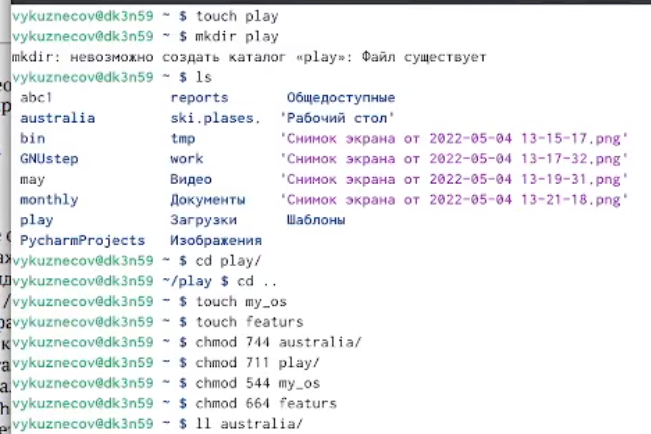 vykuznecov@dk3n59 ~ $ touch play
vykuznecov@dk3n59 ~ $ mkdir play
mkdir: невозможно создать каталог «play»: Файл существует
vykuznecov@dk3n59 ~ $ ls
abc1 reports Общедоступные
australia ski.plases. 'Рабочий стол'
bin tmp 'Снимок экрана от 2022-05-04 13-15-17.png'
GNUstep work 'Снимок экрана от 2022-05-04 13-17-32.png'
may Видео 'Снимок экрана от 2022-05-04 13-19-31.png'
monthly Документы 'Снимок экрана от 2022-05-04 13-21-18.png'
play Загрузки Шаблоны
PycharmProjects Изображения
vykuznecov@dk3n59 ~ $ cd play/
vykuznecov@dk3n59 ~/play $ cd ..
vykuznecov@dk3n59 ~ $ touch my_os
vykuznecov@dk3n59 ~ $ touch featurs
vykuznecov@dk3n59 ~ $ chmod 744 australia/
vykuznecov@dk3n59 ~ $ chmod 711 play/
vykuznecov@dk3n59 ~ $ chmod 544 my_os
vykuznecov@dk3n59 ~ $ chmod 664 featurs
vykuznecov@dk3n59 ~ $ ll australia/